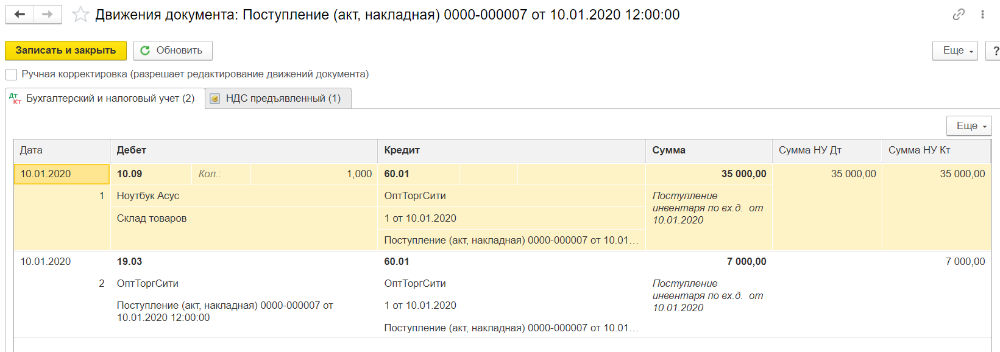 Движения документа: Поступление (акт, накладная) 0000-000007 от 10.01.2020 12:00:00
Записать и закрыть Обновить Еще ?
Ручная корректировка (разрешает редактирование движений документа)
Дт Кт Бухгалтерский и налоговый учет (2) НДС предъявленный (1)
Еще
Дата Дебет Кредит Сумма Сумма НУ Дт Сумма НУ Кт
10.01.2020 10.09 Кол.: 1,000 60.01 35 000,00 35 000,00 35 000,00
1 Ноутбук Асус ОптТоргСити Поступление
инвентаря по вх.д. от
Склад товаров 1 от 10.01.2020 10.01.2020
Поступление (акт, накладная) 0000-000007 от 10.01…
10.01.2020 19.03 60.01 7 000,00 7 000,00
2 ОптТоргСити ОптТоргСити Поступление
инвентаря по вх.д. от
Поступление (акт, накладная) 0000-000007 от 1 от 10.01.2020 10.01.2020
10.01.2020 12:00:00
Поступление (акт, накладная) 0000-000007 от 10.01…